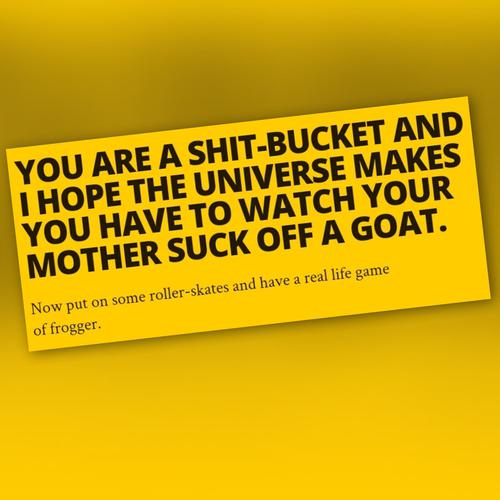 YOU ARE A SHIT-BUCKET AND
I HOPE THE UNIVERSE MAKES
YOU HAVE TO WATCH YOUR
MOTHER SUCK OFF A GOAT.
Now put on some roller-skates and have a real life game
of frogger.